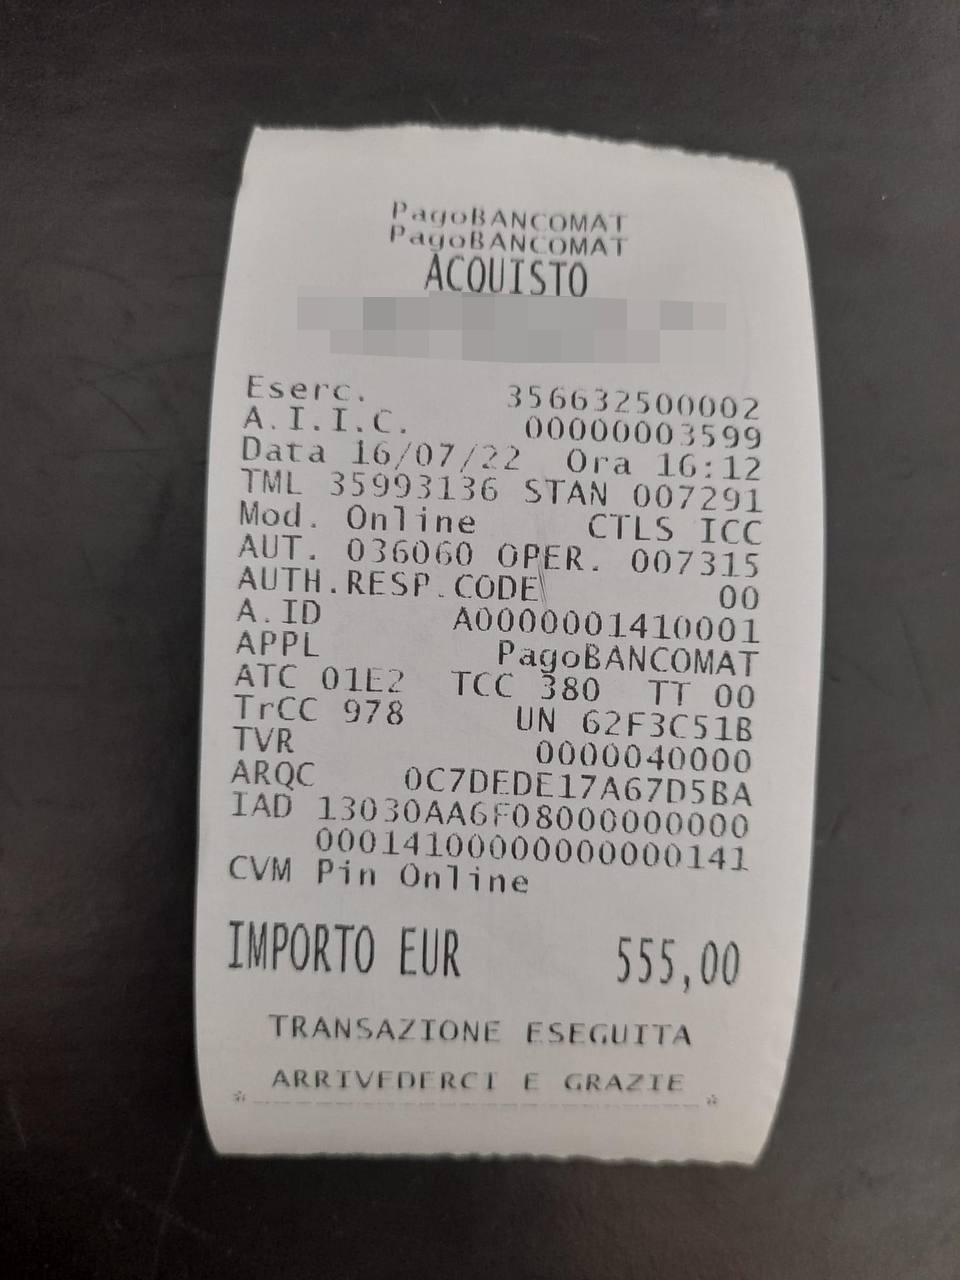 PagoBANCOMAT
PagoBANCOMAT
ACQUISTO
Eserc. 356632500002
A.I.I.C. 00000003599
Data 16/07/22 Ora 16:12
TML 35993136 STAN 007291
Mod. Online CTLS ICC
AUT. 036060 OPER. 007315
AUTH.RESP.CODE 00
A.ID A0000001410001
APPL PagoBANCOMAT
ATC 01E2 TCC 380 TT 00
TrCC 978 UN 62F3C51B
TVR 0000040000
ARQC 0C7DEDE17A67D5BA
IAD 13030AA6F08000000000
00014100000000000141
CVM Pin Online
IMPORTO EUR 555,00
TRANSAZIONE ESEGUITA
ARRIVEDERCI E GRAZIE